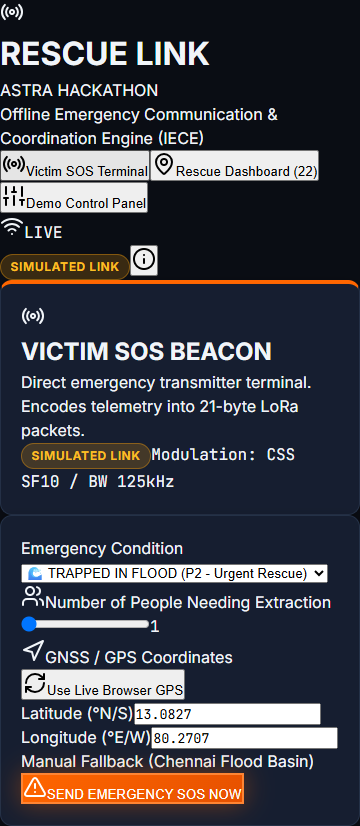 RESCUE LINK
ASTRA HACKATHON
Offline Emergency Communication &
Coordination Engine (IECE)
Victim SOS Terminal Rescue Dashboard (22)
Demo Control Panel
LIVE
SIMULATED LINK
VICTIM SOS BEACON
Direct emergency transmitter terminal.
Encodes telemetry into 21-byte LoRa
packets.
SIMULATED LINK Modulation: CSS
SF10 / BW 125kHz
Emergency Condition
🌊 TRAPPED IN FLOOD (P2 - Urgent Rescue)
Number of People Needing Extraction
1
GNSS / GPS Coordinates
Use Live Browser GPS
Latitude (°N/S) 13.0827
Longitude (°E/W) 80.2707
Manual Fallback (Chennai Flood Basin)
SEND EMERGENCY SOS NOW